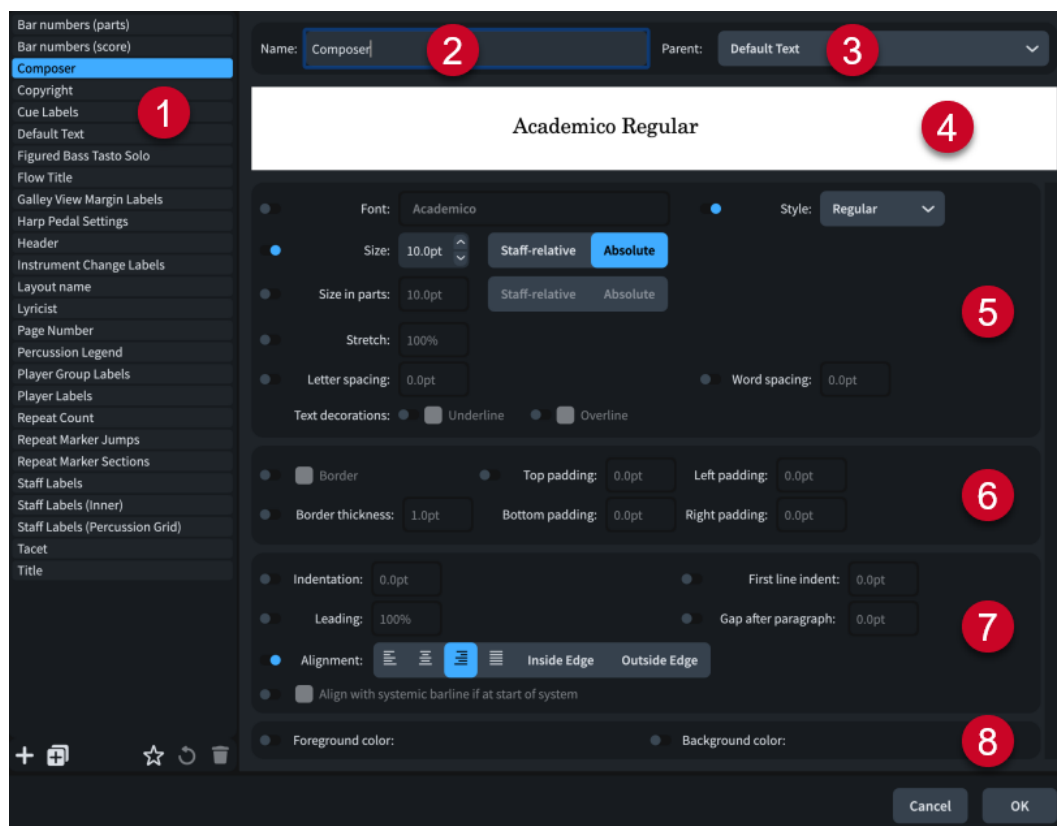 Bar numbers (parts)
Bar numbers (score)
Composer
Copyright
Cue Labels
Default Text
Figured Bass Tasto Solo
Flow Title
Galley View Margin Labels
Harp Pedal Settings
Header
Instrument Change Labels
Layout name
Lyricist
Page Number
Percussion Legend
Player Group Labels
Player Labels
Repeat Count
Repeat Marker Jumps
Repeat Marker Sections
Staff Labels
Staff Labels (Inner)
Staff Labels (Percussion Grid)
Tacet
Title
1
Name: Composer 2 Parent: Default Text 3
Academico Regular 4
Font: Academico Style: Regular
Size: 10.0pt Staff-relative Absolute
Size in parts: 10.0pt Staff-relative Absolute
5
Stretch: 100%
Letter spacing: 0.0pt Word spacing: 0.0pt
Text decorations: Underline Overline
Border Top padding: 0.0pt Left padding: 0.0pt
6
Border thickness: 1.0pt Bottom padding: 0.0pt Right padding: 0.0pt
Indentation: 0.0pt First line indent: 0.0pt
Leading: 100% Gap after paragraph: 0.0pt
7
Alignment: Inside Edge Outside Edge
Align with systemic barline if at start of system
Foreground color: Background color: 8
Cancel OK